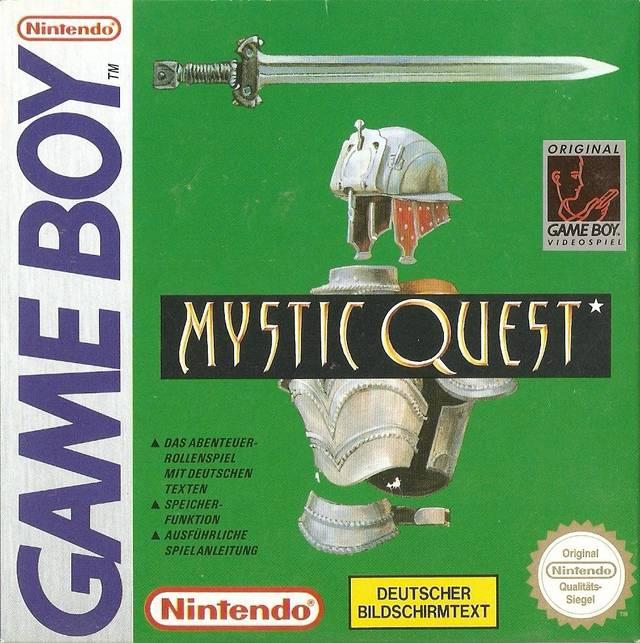 Nintendo®
GAME BOY
TM
ORIGINAL
GAME BOY.
VIDEOSPIEL
MYSTIC QUEST★
▲ DAS ABENTEUER-
ROLLENSPIEL
MIT DEUTSCHEN
TEXTEN
▲ SPEICHER-
FUNKTION
▲ AUSFÜHRLICHE
SPIELANLEITUNG
Nintendo®
DEUTSCHER
BILDSCHIRMTEXT
Original
Nintendo
Qualitäts-
Siegel
TM